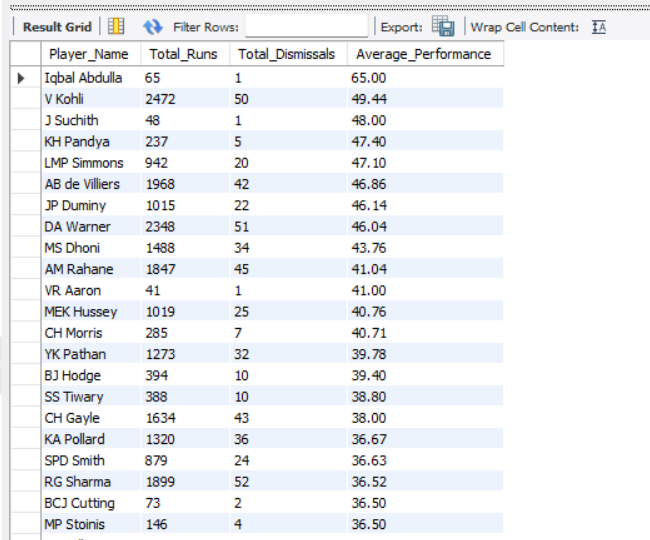 Result Grid Filter Rows: Export: Wrap Cell Content: IA
Player_Name Total_Runs Total_Dismissals Average_Performance
Iqbal Abdulla 65 1 65.00
V Kohli 2472 50 49.44
J Suchith 48 1 48.00
KH Pandya 237 5 47.40
LMP Simmons 942 20 47.10
AB de Villiers 1968 42 46.86
JP Duminy 1015 22 46.14
DA Warner 2348 51 46.04
MS Dhoni 1488 34 43.76
AM Rahane 1847 45 41.04
VR Aaron 41 1 41.00
MEK Hussey 1019 25 40.76
CH Morris 285 7 40.71
YK Pathan 1273 32 39.78
BJ Hodge 394 10 39.40
SS Tiwary 388 10 38.80
CH Gayle 1634 43 38.00
KA Pollard 1320 36 36.67
SPD Smith 879 24 36.63
RG Sharma 1899 52 36.52
BCJ Cutting 73 2 36.50
MP Stoinis 146 4 36.50